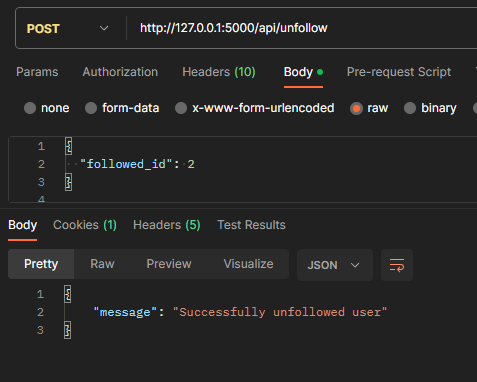 POST http://127.0.0.1:5000/api/unfollow
Params Authorization Headers (10) Body Pre-request Script
none form-data x-www-form-urlencoded raw binary
1 {
2 "followed_id": 2
3 }
4
Body Cookies (1) Headers (5) Test Results
Pretty Raw Preview Visualize JSON
1 {
2 "message": "Successfully unfollowed user"
3 }